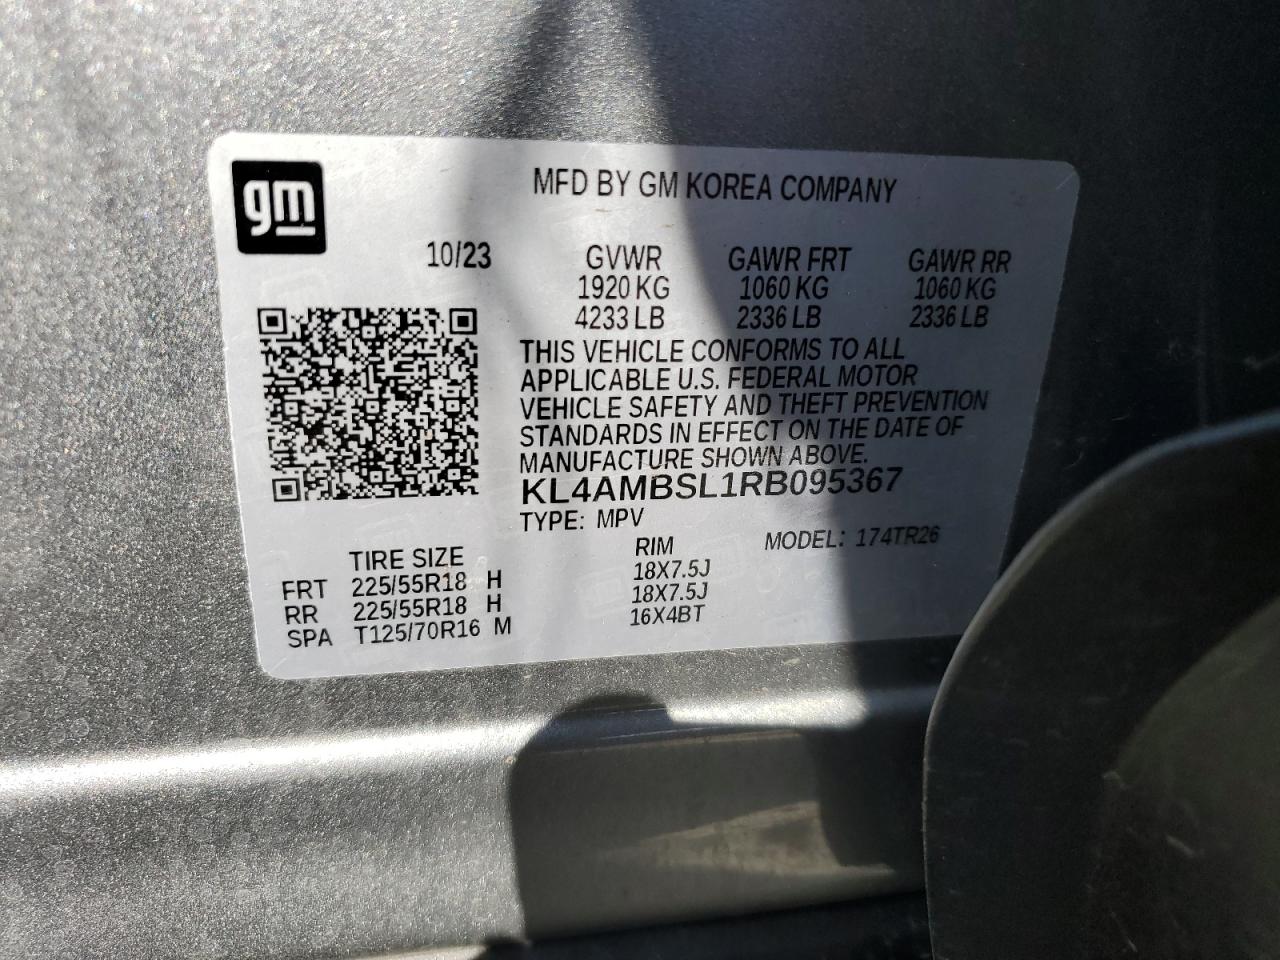 gm
MFD BY GM KOREA COMPANY
10/23 GVWR GAWR FRT GAWR RR
1920 KG 1060 KG 1060 KG
4233 LB 2336 LB 2336 LB
THIS VEHICLE CONFORMS TO ALL
APPLICABLE U.S. FEDERAL MOTOR
VEHICLE SAFETY AND THEFT PREVENTION
STANDARDS IN EFFECT ON THE DATE OF
MANUFACTURE SHOWN ABOVE.
KL4AMBSL1RB095367
TYPE: MPV MODEL: 174TR26
TIRE SIZE RIM
FRT 225/55R18 H 18X7.5J
RR 225/55R18 H 18X7.5J
SPA T125/70R16 M 16X4BT